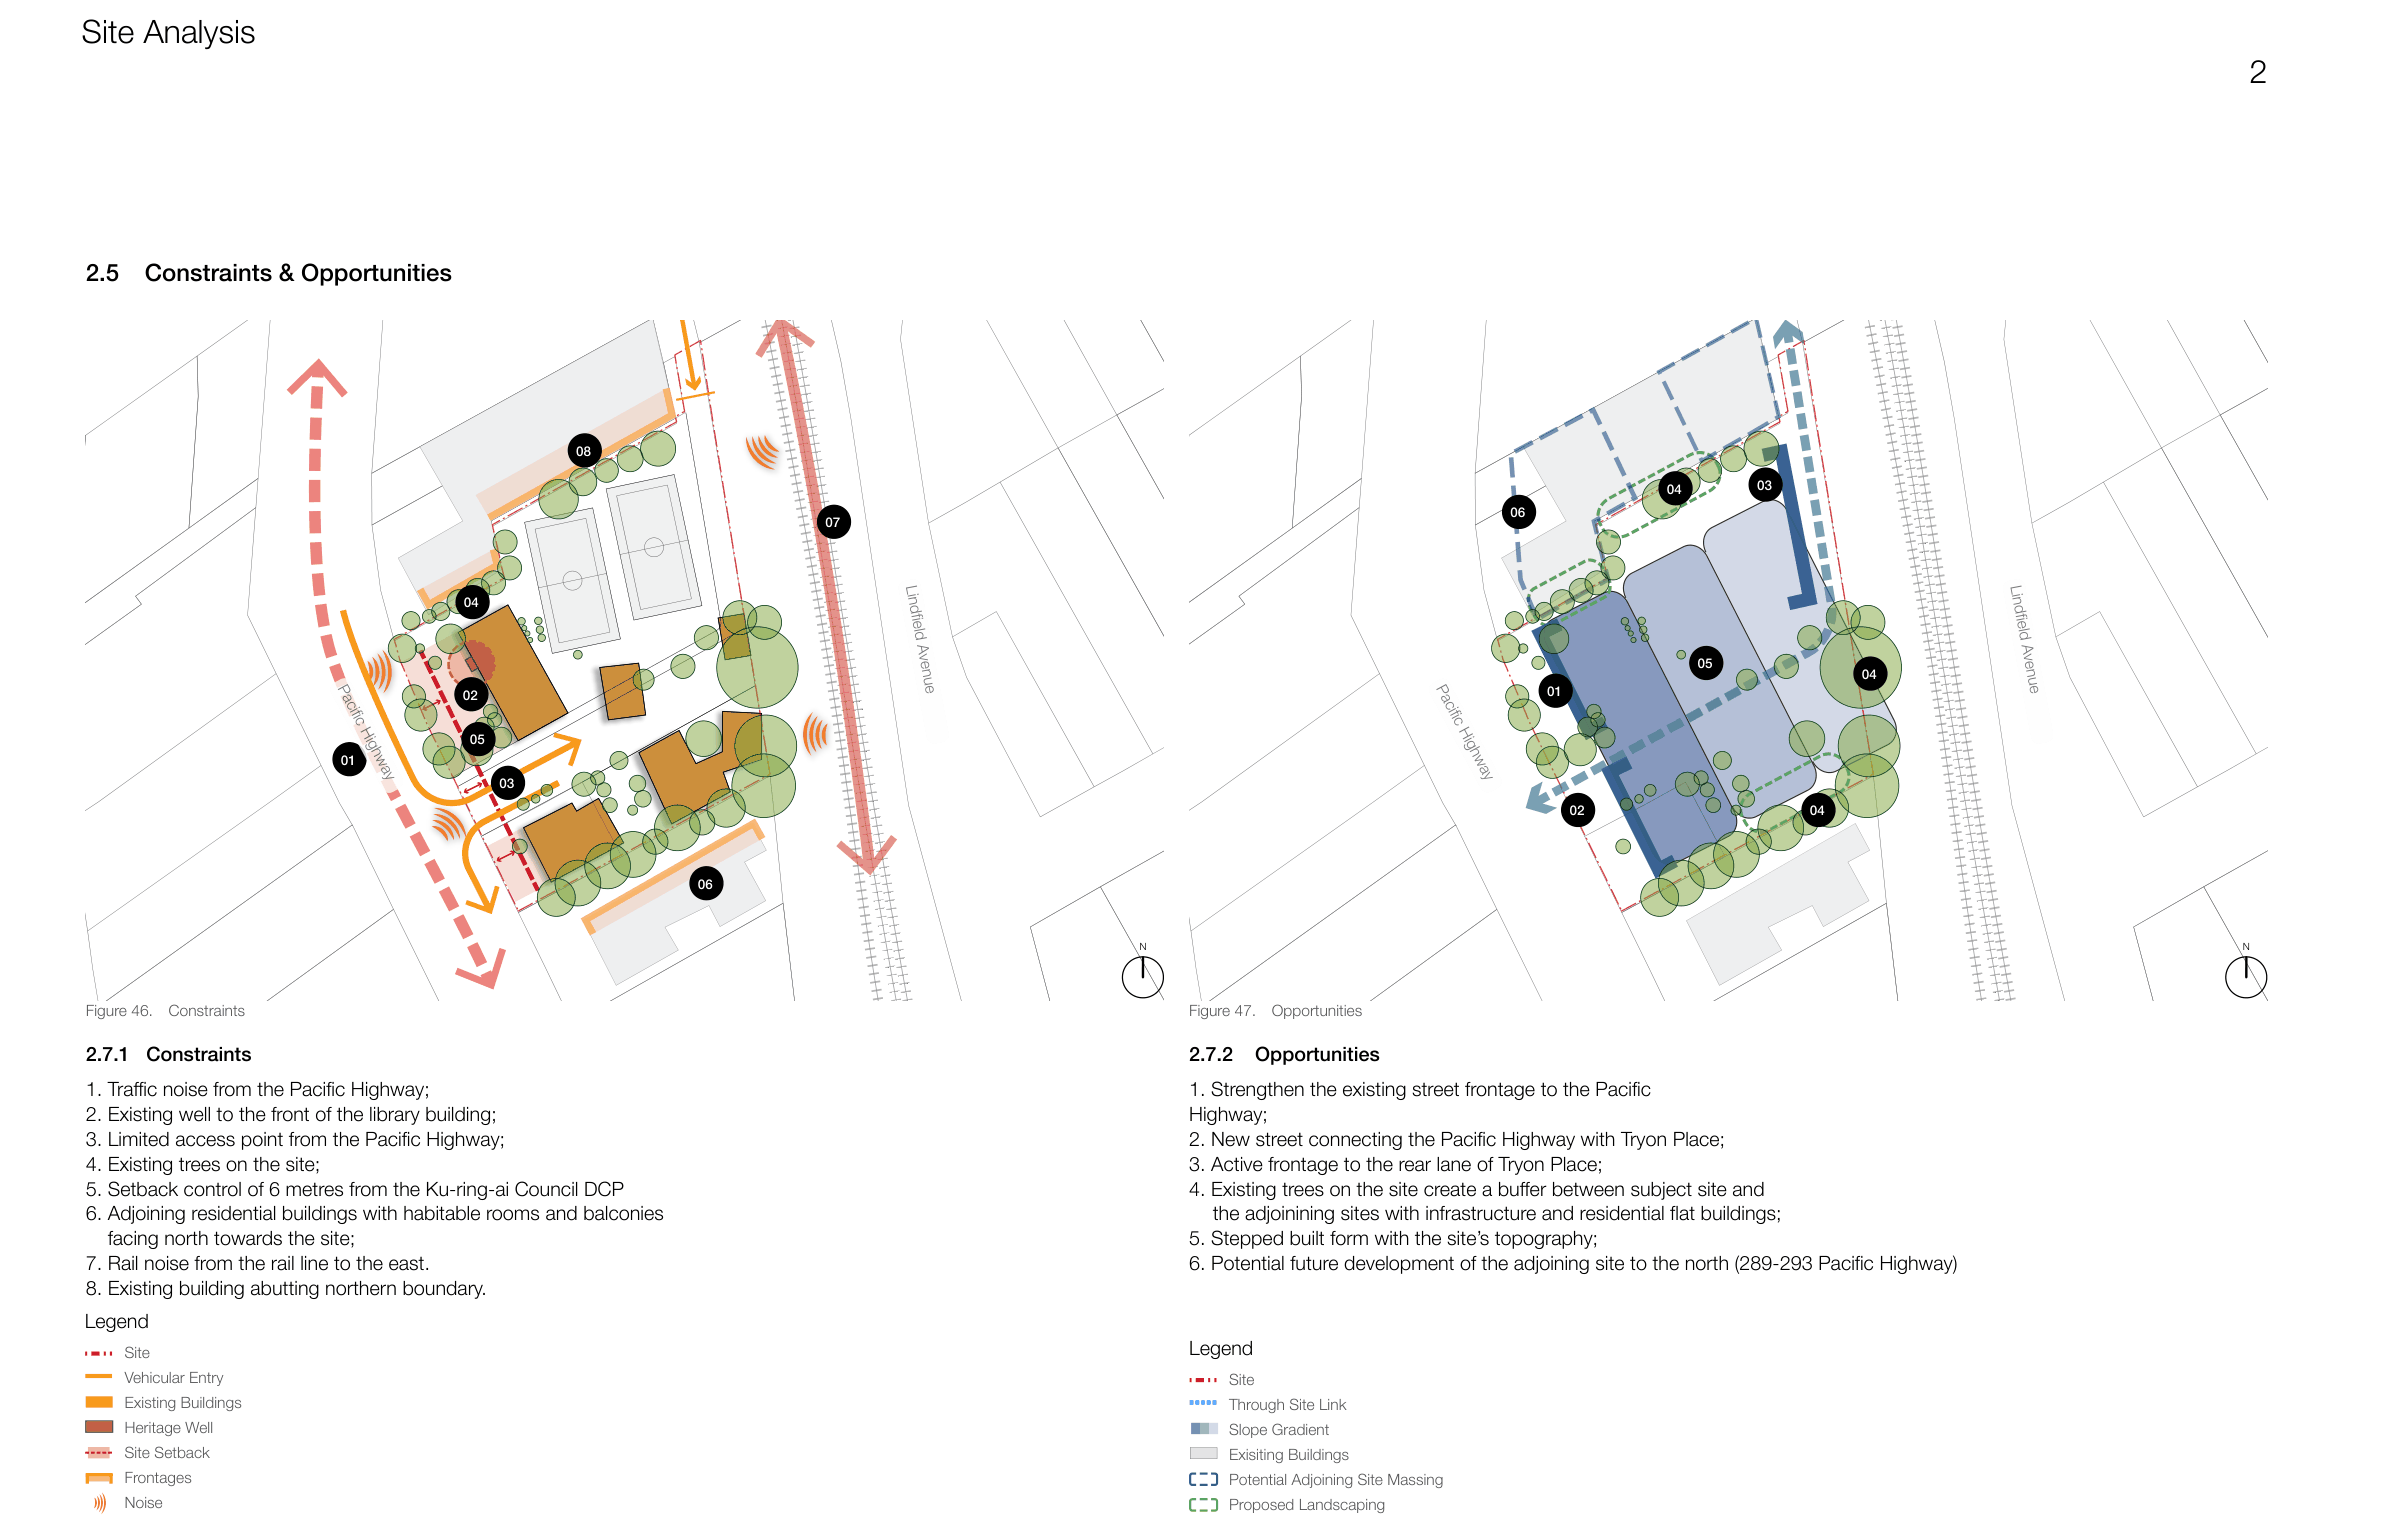 Site Analysis
2
2.5 Constraints & Opportunities
08
07
04
02
05
01
03
06
Pacific Highway
Lindfield Avenue
N
Figure 46. Constraints
06
04
03
05
01
04
02
04
Pacific Highway
Lindfield Avenue
N
Figure 47. Opportunities
2.7.1 Constraints
1. Traffic noise from the Pacific Highway;
2. Existing well to the front of the library building;
3. Limited access point from the Pacific Highway;
4. Existing trees on the site;
5. Setback control of 6 metres from the Ku-ring-ai Council DCP
6. Adjoining residential buildings with habitable rooms and balconies
facing north towards the site;
7. Rail noise from the rail line to the east.
8. Existing building abutting northern boundary.
Legend
Site
Vehicular Entry
Existing Buildings
Heritage Well
Site Setback
Frontages
Noise
2.7.2 Opportunities
1. Strengthen the existing street frontage to the Pacific
Highway;
2. New street connecting the Pacific Highway with Tryon Place;
3. Active frontage to the rear lane of Tryon Place;
4. Existing trees on the site create a buffer between subject site and
the adjoinining sites with infrastructure and residential flat buildings;
5. Stepped built form with the site's topography;
6. Potential future development of the adjoining site to the north (289-293 Pacific Highway)
Legend
Site
Through Site Link
Slope Gradient
Exisiting Buildings
Potential Adjoining Site Massing
Proposed Landscaping